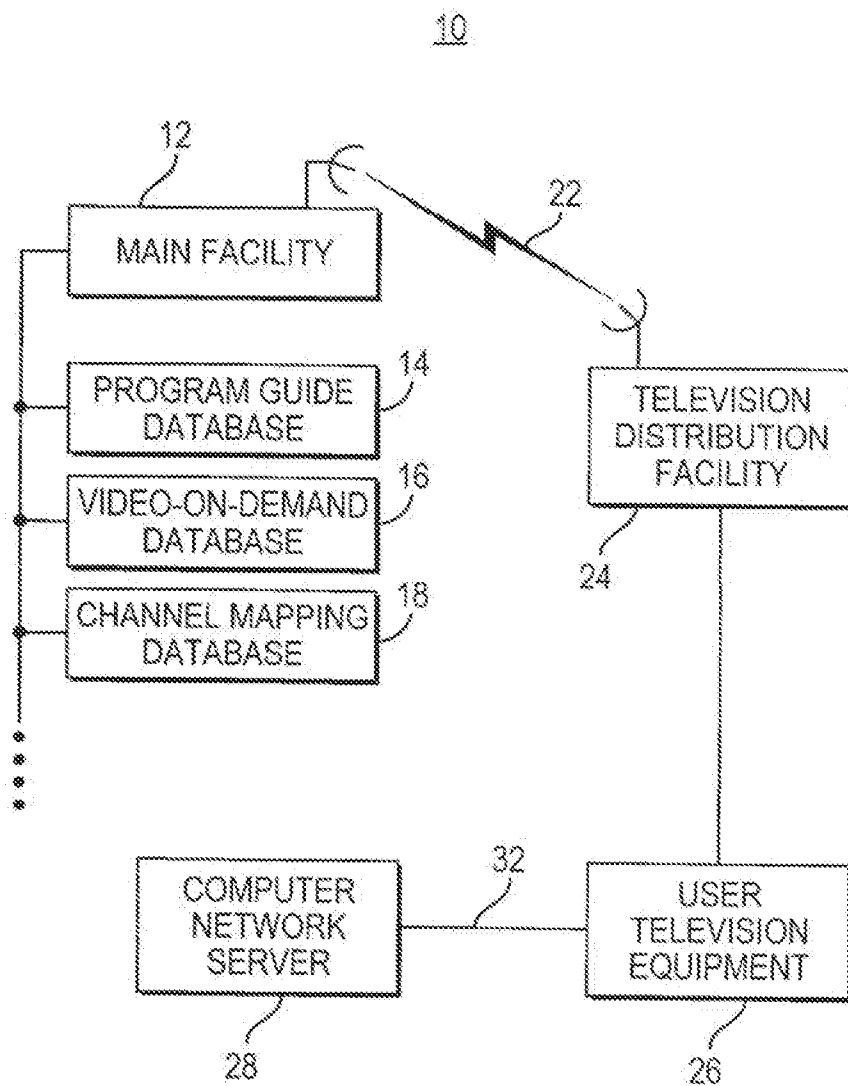 10
12
MAIN FACILITY
22
PROGRAM GUIDE
DATABASE
14
VIDEO-ON-DEMAND
DATABASE
16
CHANNEL MAPPING
DATABASE
18
TELEVISION
DISTRIBUTION
FACILITY
24
COMPUTER
NETWORK
SERVER
28
32
USER
TELEVISION
EQUIPMENT
26